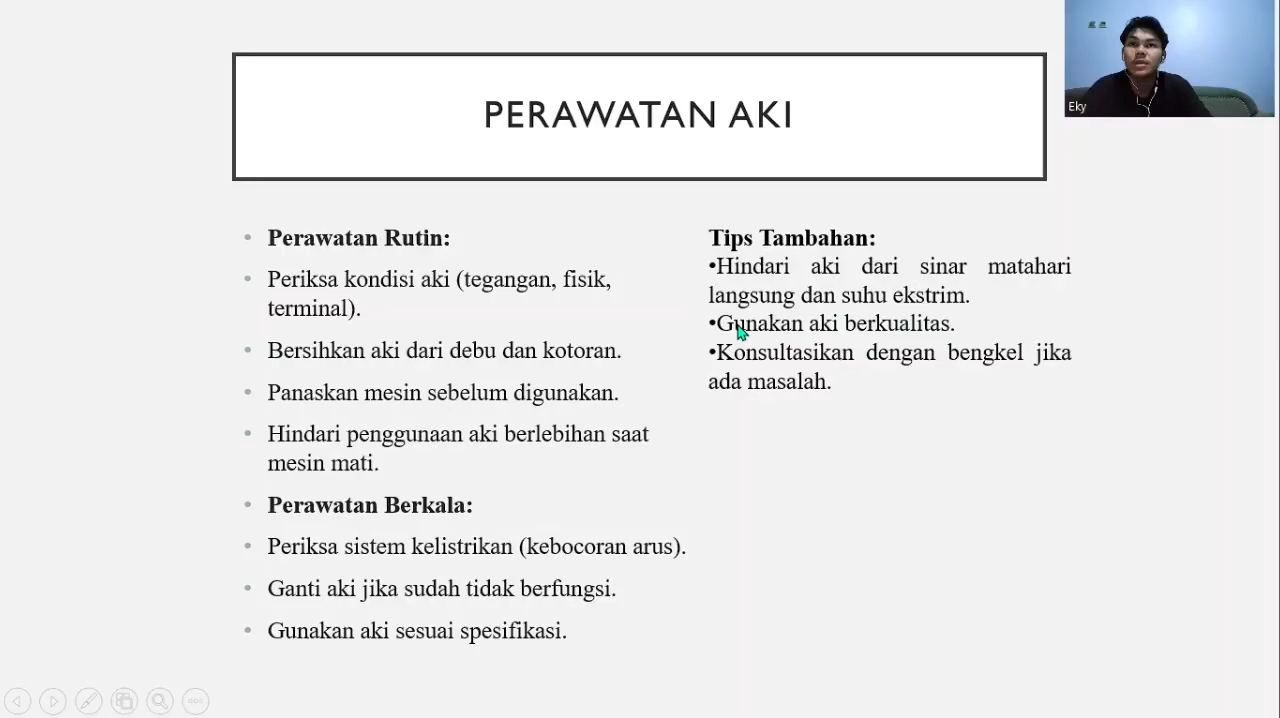 PERAWATAN AKI
Eky
• Perawatan Rutin:
• Periksa kondisi aki (tegangan, fisik,
terminal).
• Bersihkan aki dari debu dan kotoran.
• Panaskan mesin sebelum digunakan.
• Hindari penggunaan aki berlebihan saat
mesin mati.
• Perawatan Berkala:
• Periksa sistem kelistrikan (kebocoran arus).
• Ganti aki jika sudah tidak berfungsi.
• Gunakan aki sesuai spesifikasi.
Tips Tambahan:
•Hindari aki dari sinar matahari
langsung dan suhu ekstrim.
•Gunakan aki berkualitas.
•Konsultasikan dengan bengkel jika
ada masalah.